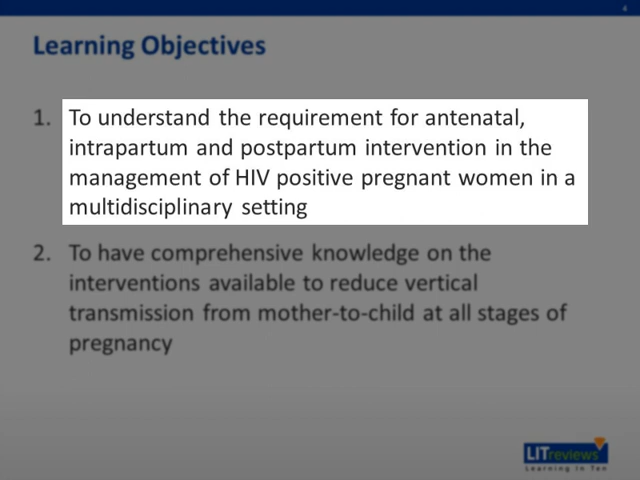 4
Learning Objectives
1. To understand the requirement for antenatal,
intrapartum and postpartum intervention in the
management of HIV positive pregnant women in a
multidisciplinary setting
2. To have comprehensive knowledge on the
interventions available to reduce vertical
transmission from mother-to-child at all stages of
pregnancy
LITreviews
Learning In Ten